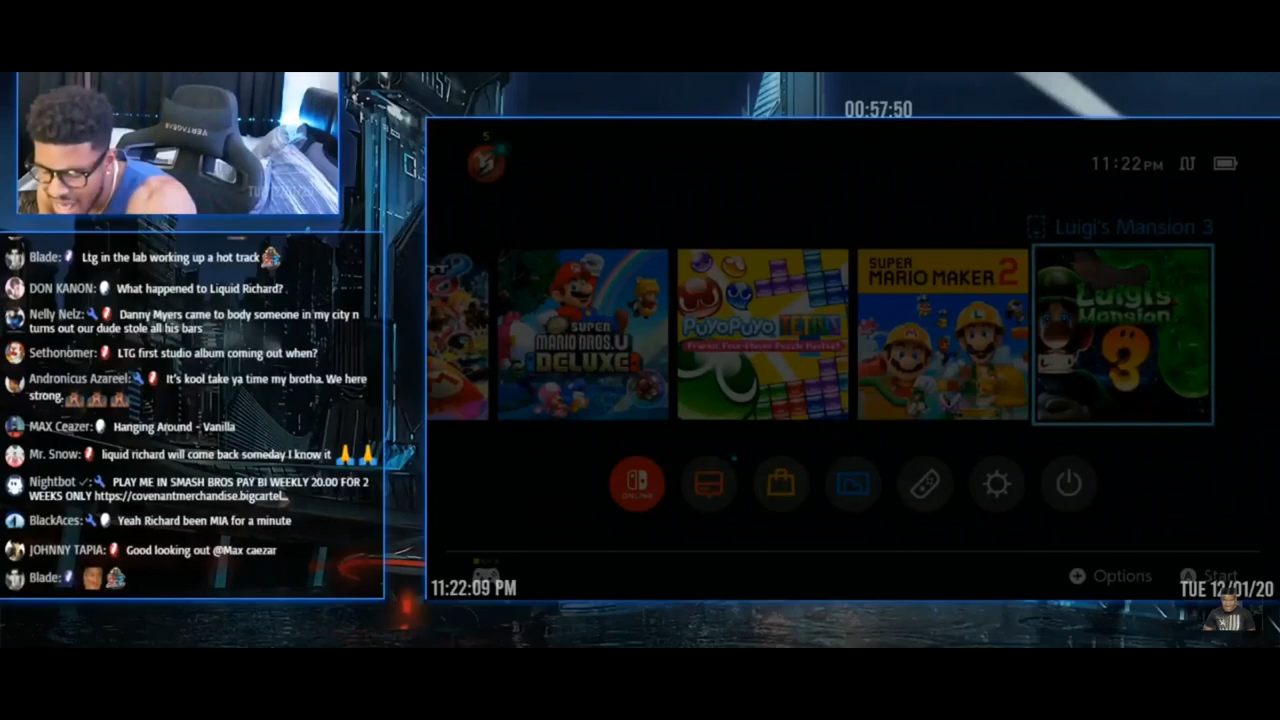 00:57:50
VERTAGEAR
5
11:22PM
Luigi's Mansion 3
SUPER
MARIO BROS.U
DELUXE
PUYOPUYO TETRIS
SUPER
MARIO MAKER 2
Luigi's
Mansion
3
ONLINE
Options
Start
11:22:09 PM
TUE 12/01/20
Blade: Ltg in the lab working up a hot track
DON KANON: What happened to Liquid Richard?
Nelly Nelz: Danny Myers came to body someone in my city n
turns out our dude stole all his bars
Sethonomer: LTG first studio album coming out when?
Andronicus Azareel: It's kool take ya time my brotha. We here
strong.
MAX Ceazer: Hanging Around - Vanilla
Mr. Snow: liquid richard will come back someday I know it
Nightbot ✓: PLAY ME IN SMASH BROS PAY BI WEEKLY 20.00 FOR 2
WEEKS ONLY https://covenantmerchandise.bigcartel...
BlackAces: Yeah Richard been MIA for a minute
JOHNNY TAPIA: Good looking out @Max caezar
Blade: